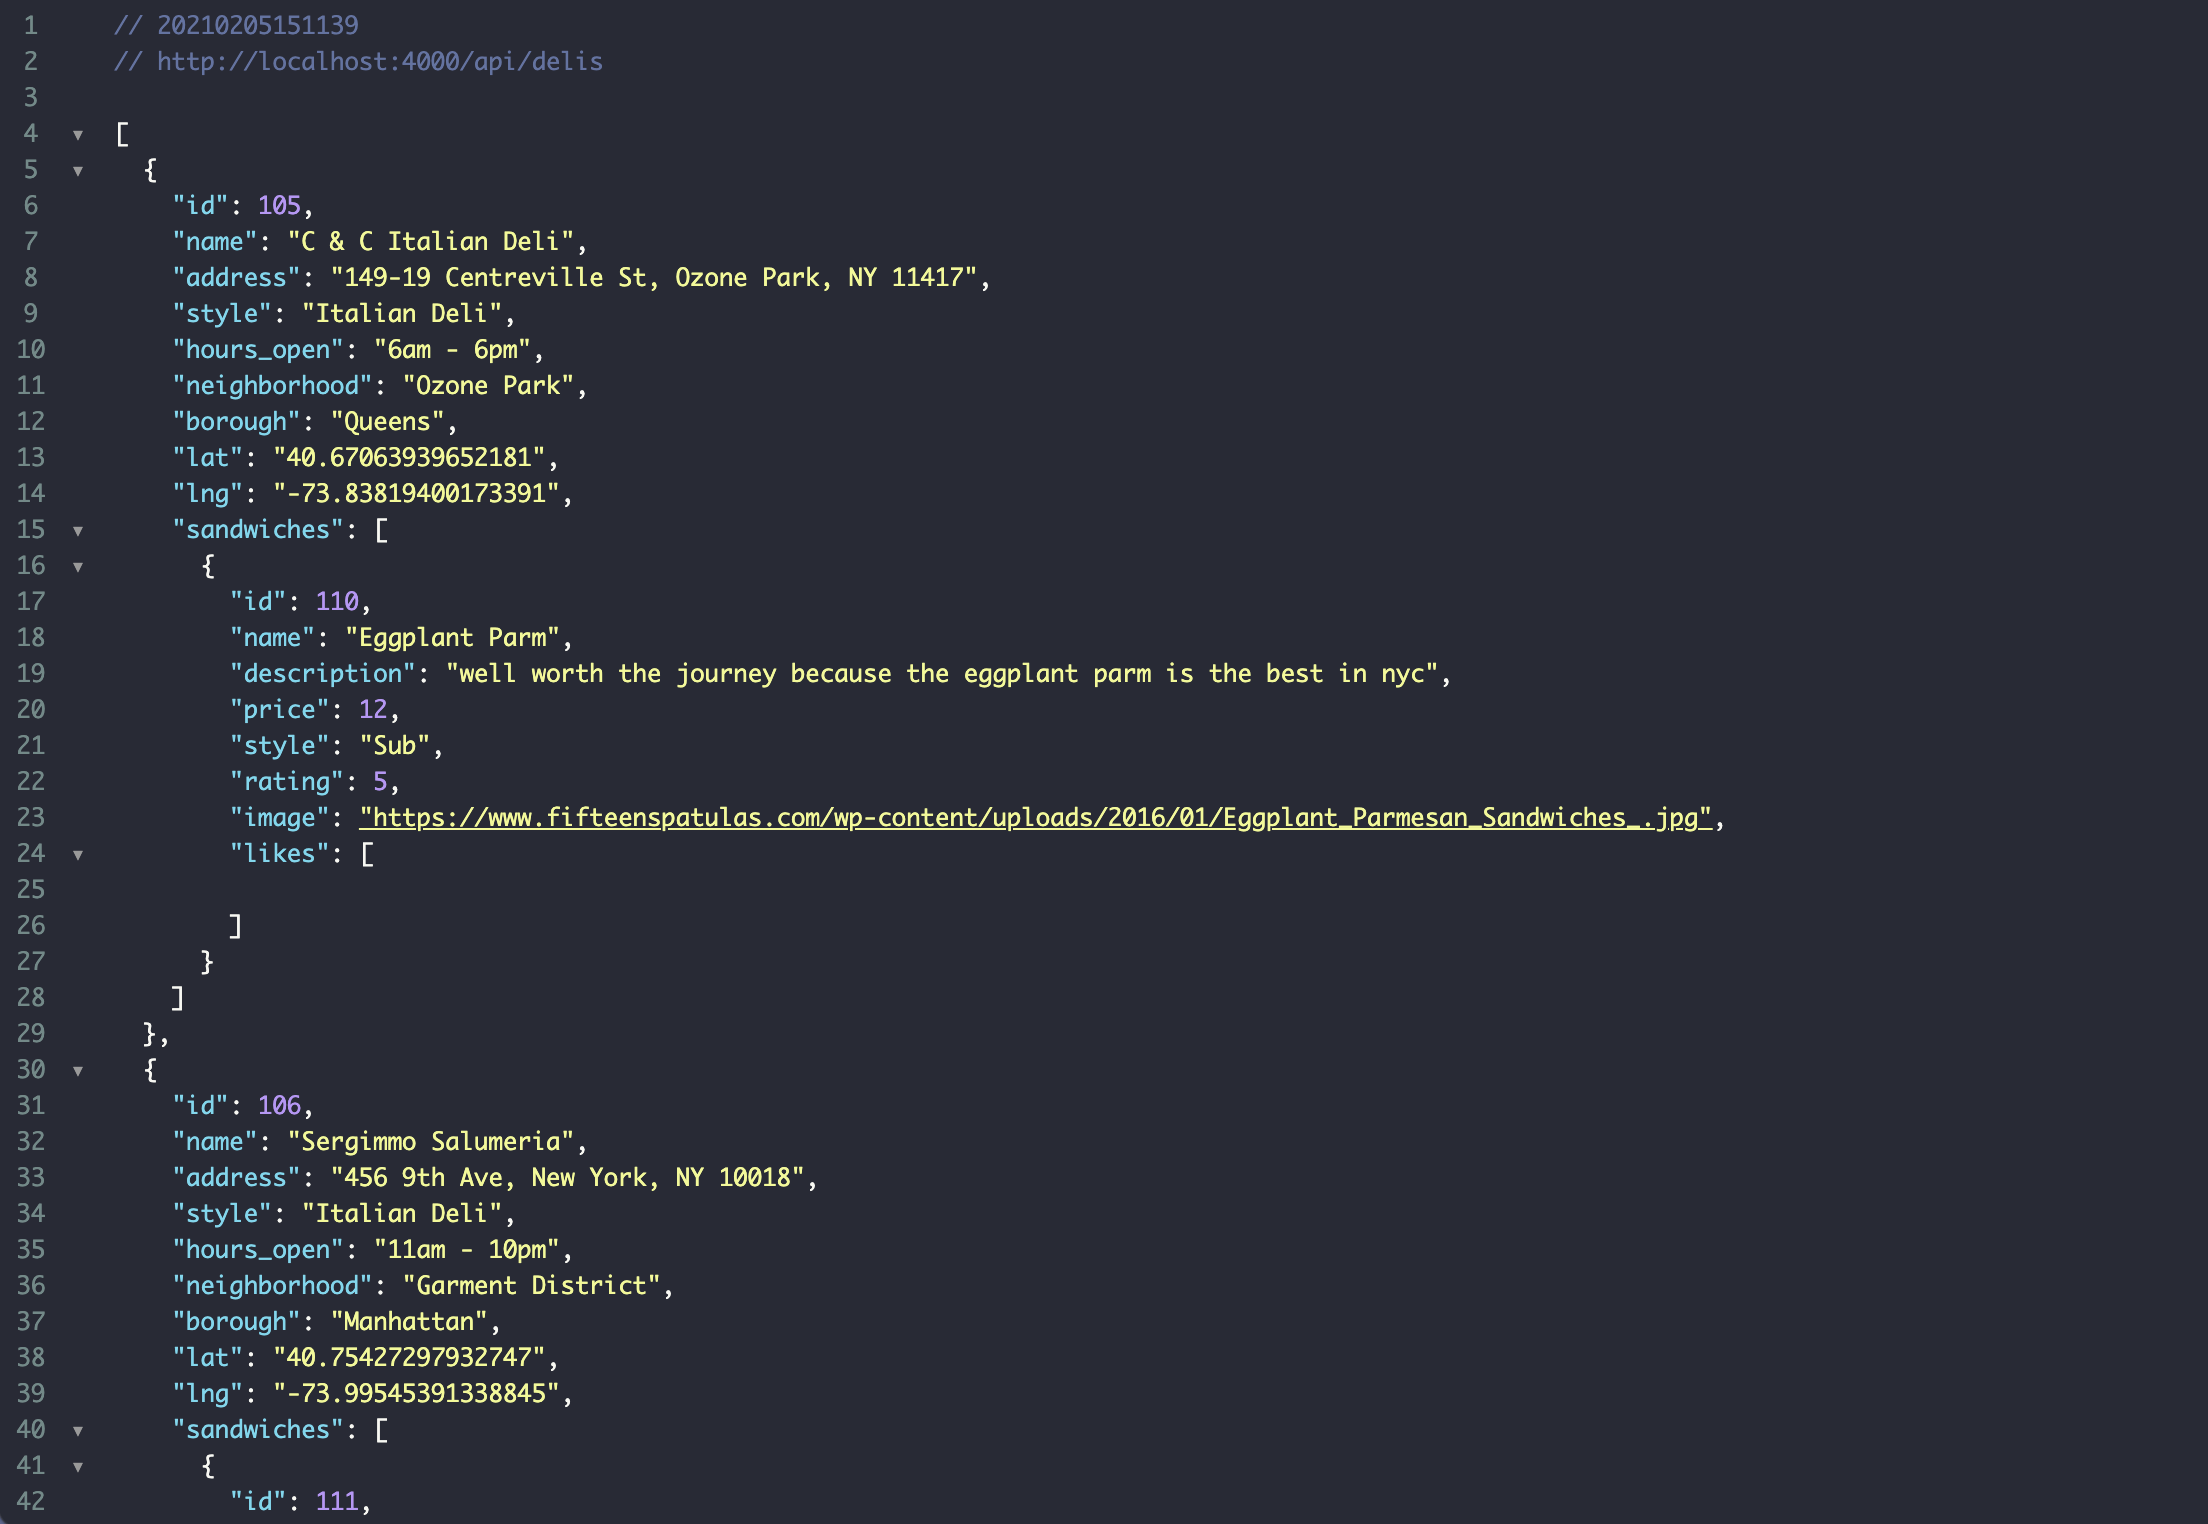 1 // 20210205151139
2 // http://localhost:4000/api/delis
3
4 [
5 {
6 "id": 105,
7 "name": "C & C Italian Deli",
8 "address": "149-19 Centreville St, Ozone Park, NY 11417",
9 "style": "Italian Deli",
10 "hours_open": "6am - 6pm",
11 "neighborhood": "Ozone Park",
12 "borough": "Queens",
13 "lat": "40.67063939652181",
14 "lng": "-73.83819400173391",
15 "sandwiches": [
16 {
17 "id": 110,
18 "name": "Eggplant Parm",
19 "description": "well worth the journey because the eggplant parm is the best in nyc",
20 "price": 12,
21 "style": "Sub",
22 "rating": 5,
23 "image": "https://www.fifteenspatulas.com/wp-content/uploads/2016/01/Eggplant_Parmesan_Sandwiches_.jpg",
24 "likes": [
25
26 ]
27 }
28 ]
29 },
30 {
31 "id": 106,
32 "name": "Sergimmo Salumeria",
33 "address": "456 9th Ave, New York, NY 10018",
34 "style": "Italian Deli",
35 "hours_open": "11am - 10pm",
36 "neighborhood": "Garment District",
37 "borough": "Manhattan",
38 "lat": "40.75427297932747",
39 "lng": "-73.99545391338845",
40 "sandwiches": [
41 {
42 "id": 111,